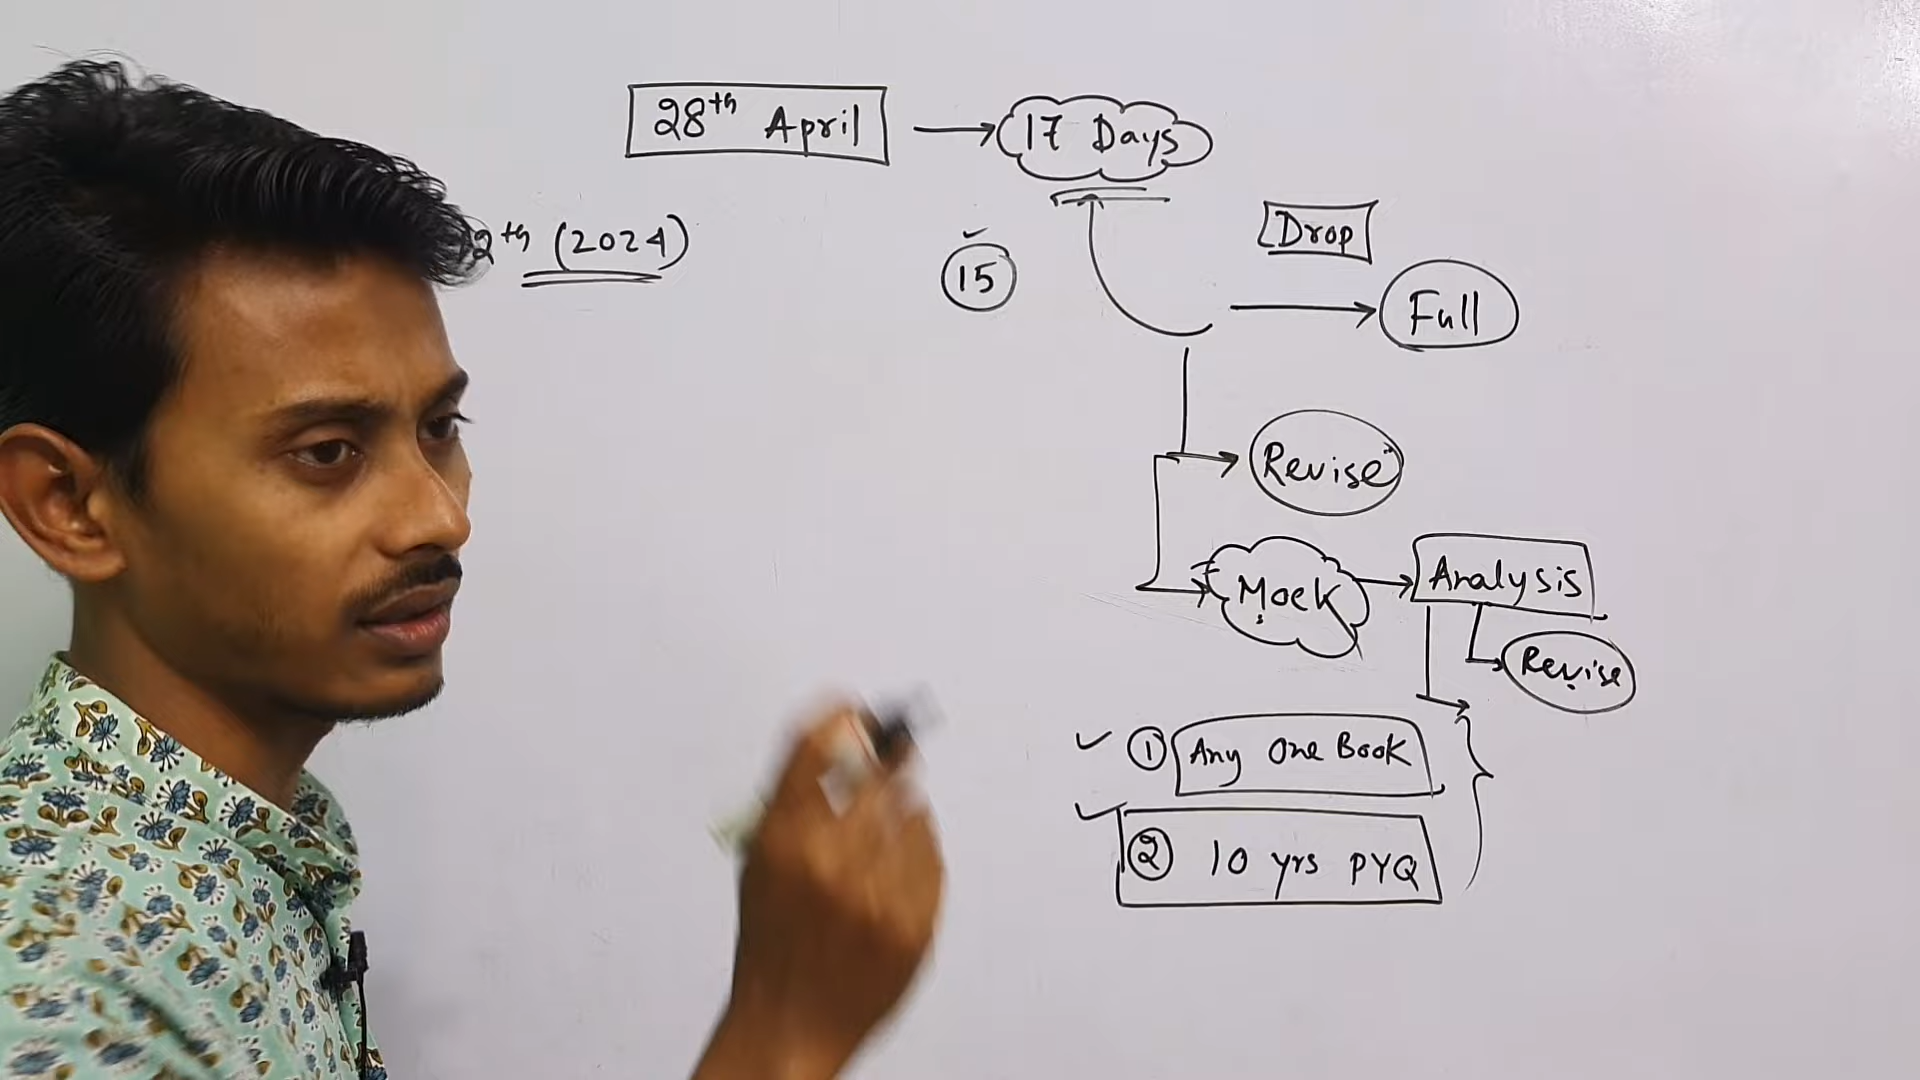 28th April
17 Days
12th (2024)
15
Drop
Full
Revise
Mock
Analysis
Revise
① Any One Book
② 10 yrs PYQ